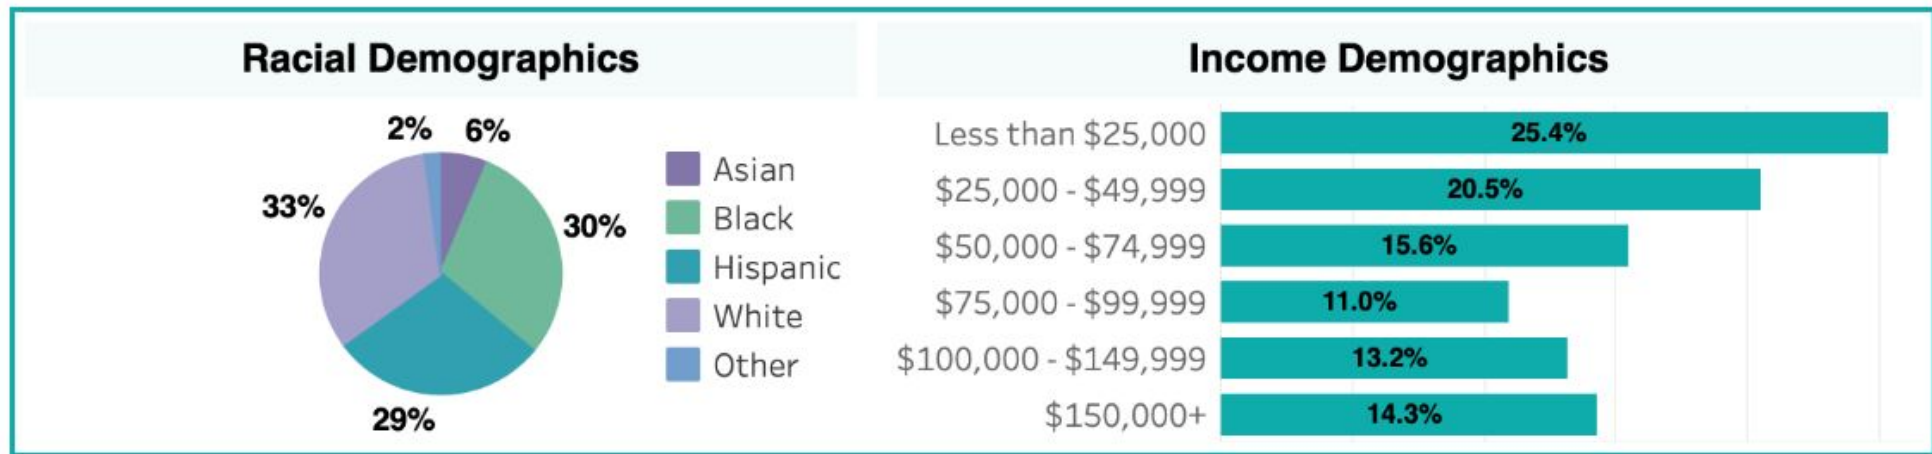 Racial Demographics
2%
6%
33%
30%
29%
Asian
Black
Hispanic
White
Other
Income Demographics
Less than $25,000
25.4%
$25,000 - $49,999
20.5%
$50,000 - $74,999
15.6%
$75,000 - $99,999
11.0%
$100,000 - $149,999
13.2%
$150,000+
14.3%